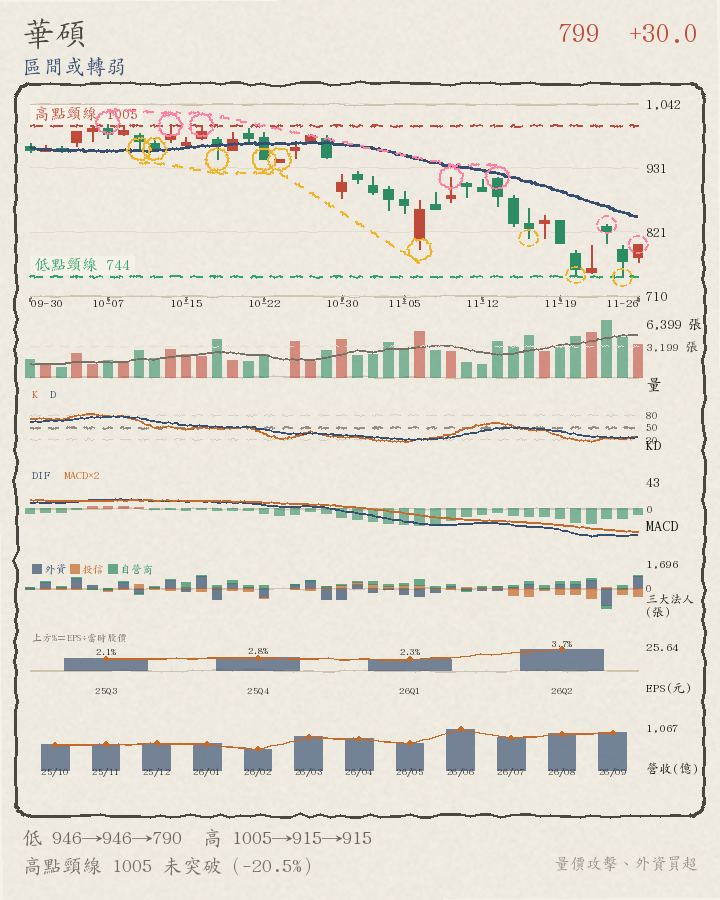 華碩
799 +30.0
區間或轉弱
高點頸線 1005
1,042
931
821
低點頸線 744
710
09-30 10-07 10-15 10-22 10-30 11-05 11-12 11-19 11-26
6,399 張
3,199 張
量
K D
80
50
20
KD
DIF MACD×2
43
0
MACD
外資 投信 自營商
1,696
0
三大法人
(張)
上方%=EPS÷當時股價
2.1% 2.8% 2.3% 3.7%
25.64
25Q3 25Q4 26Q1 26Q2
EPS(元)
1,067
25/10 25/11 25/12 26/01 26/02 26/03 26/04 26/05 26/06 26/07 26/08 26/09
營收(億)
低 946→946→790 高 1005→915→915
高點頸線 1005 未突破 (-20.5%)
量價攻擊、外資買超